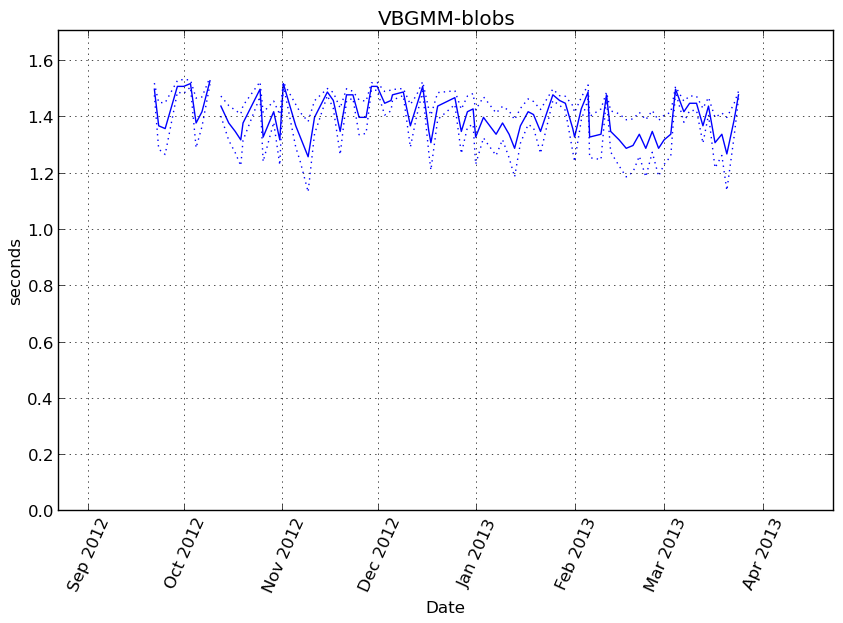 VBGMM-blobs
1.6
1.4
1.2
1.0
0.8
0.6
0.4
0.2
0.0
seconds
Sep 2012
Oct 2012
Nov 2012
Dec 2012
Jan 2013
Feb 2013
Mar 2013
Apr 2013
Date